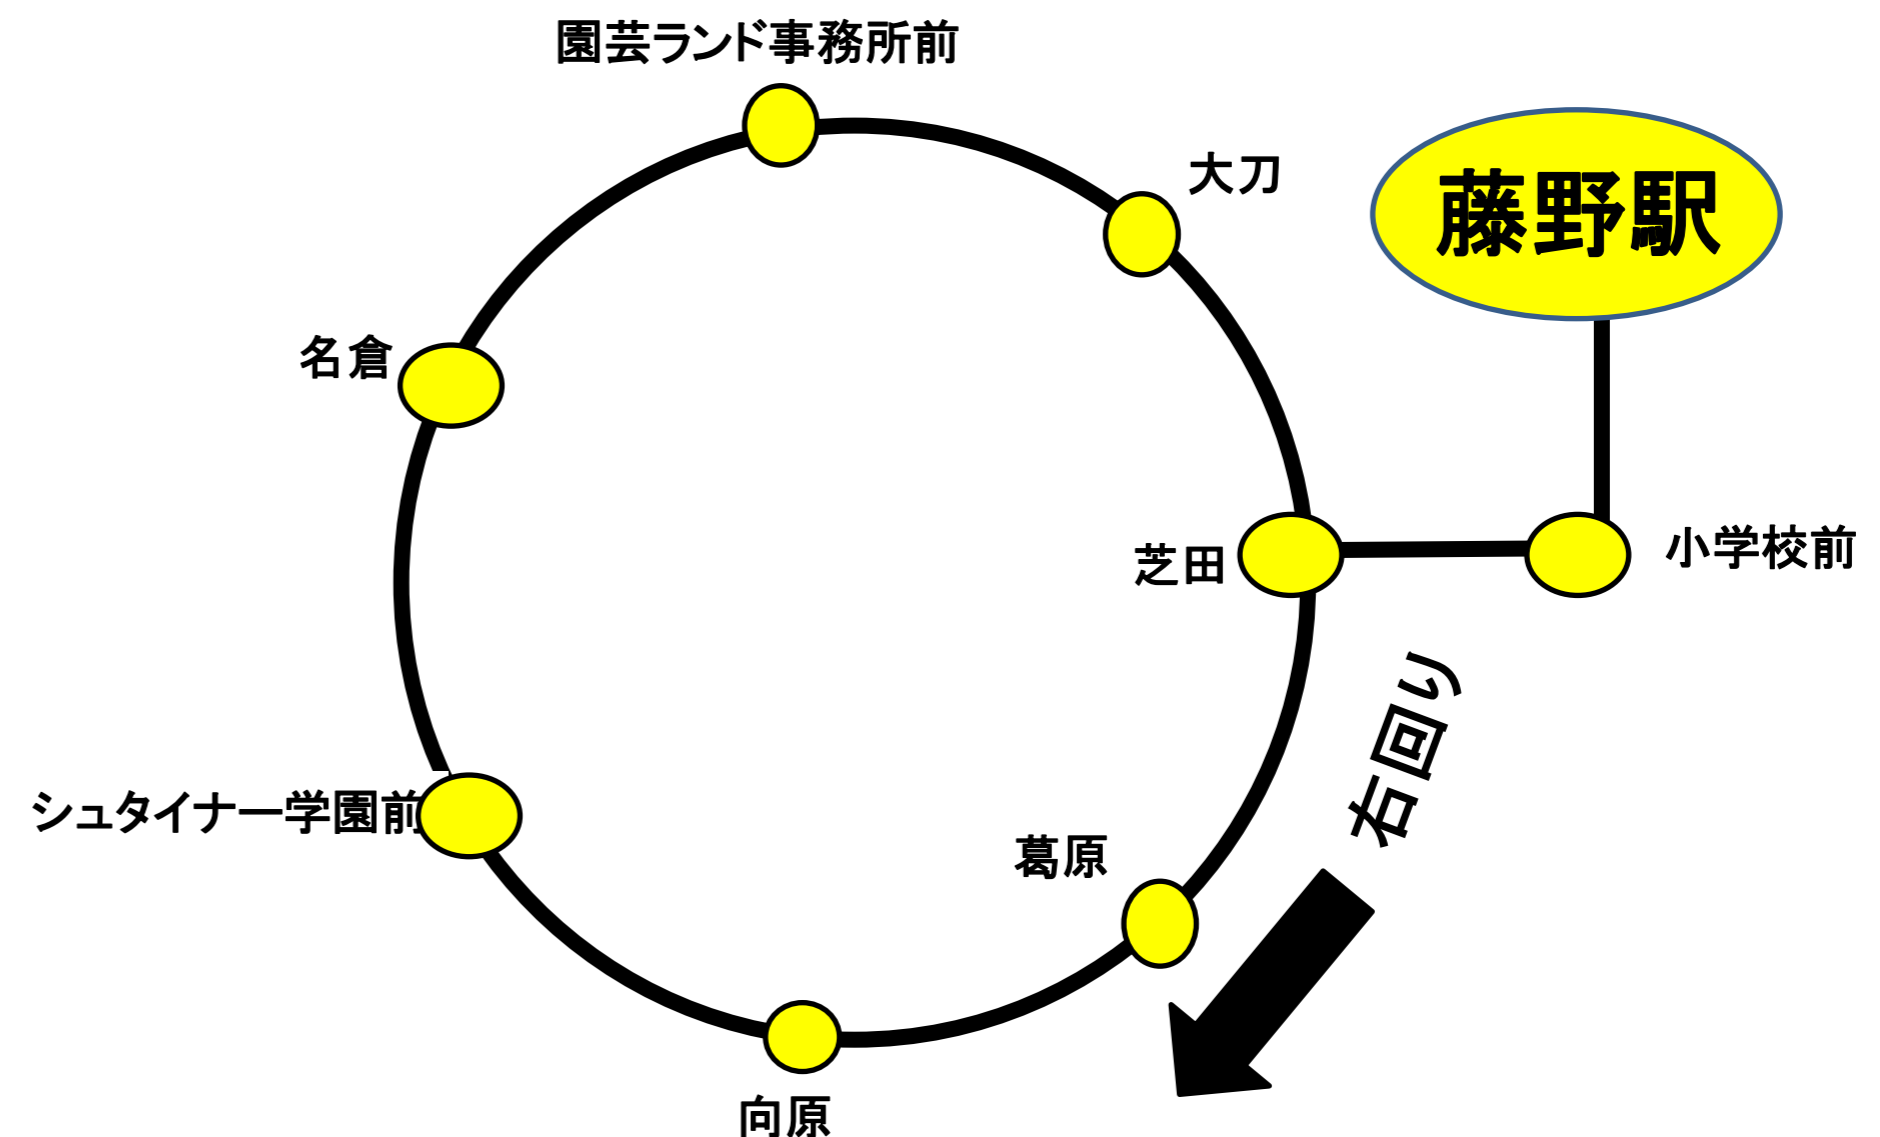 園芸ランド事務所前
大刀
藤野駅
名倉
小学校前
芝田
右回り
シュタイナー学園前
葛原
向原